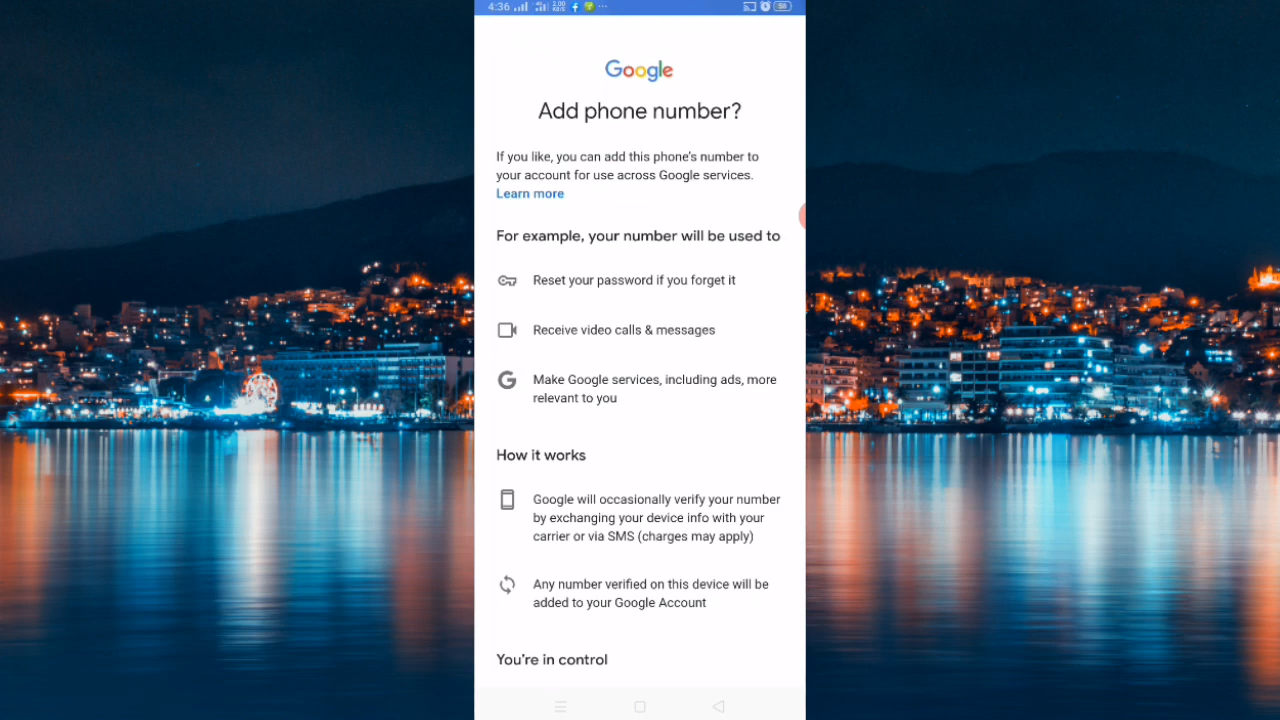 4:36
Google
Add phone number?
If you like, you can add this phone's number to
your account for use across Google services.
Learn more
For example, your number will be used to
Reset your password if you forget it
Receive video calls & messages
Make Google services, including ads, more
relevant to you
How it works
Google will occasionally verify your number
by exchanging your device info with your
carrier or via SMS (charges may apply)
Any number verified on this device will be
added to your Google Account
You're in control